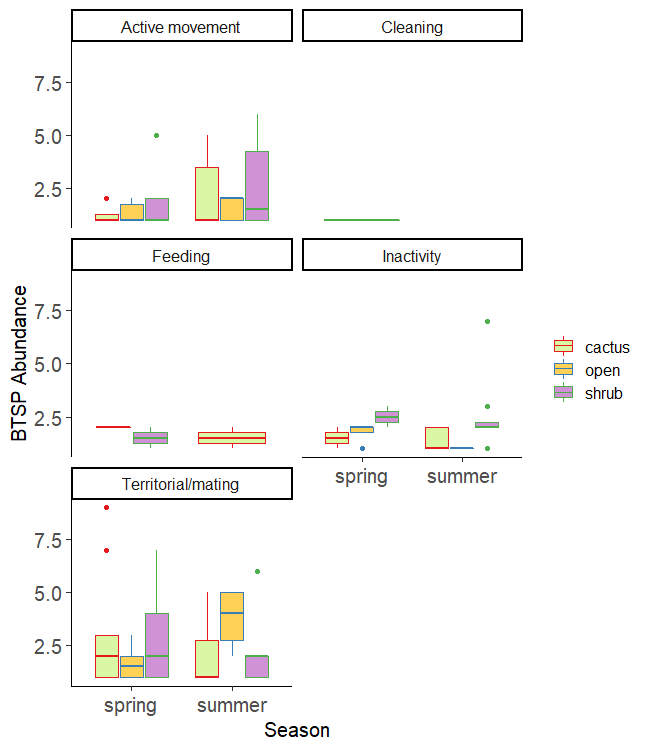 Active movement
Cleaning
7.5
5.0
2.5
Feeding
Inactivity
7.5
5.0
2.5
spring
summer
Territorial/mating
7.5
5.0
2.5
spring
summer
Season
BTSP Abundance
cactus
open
shrub